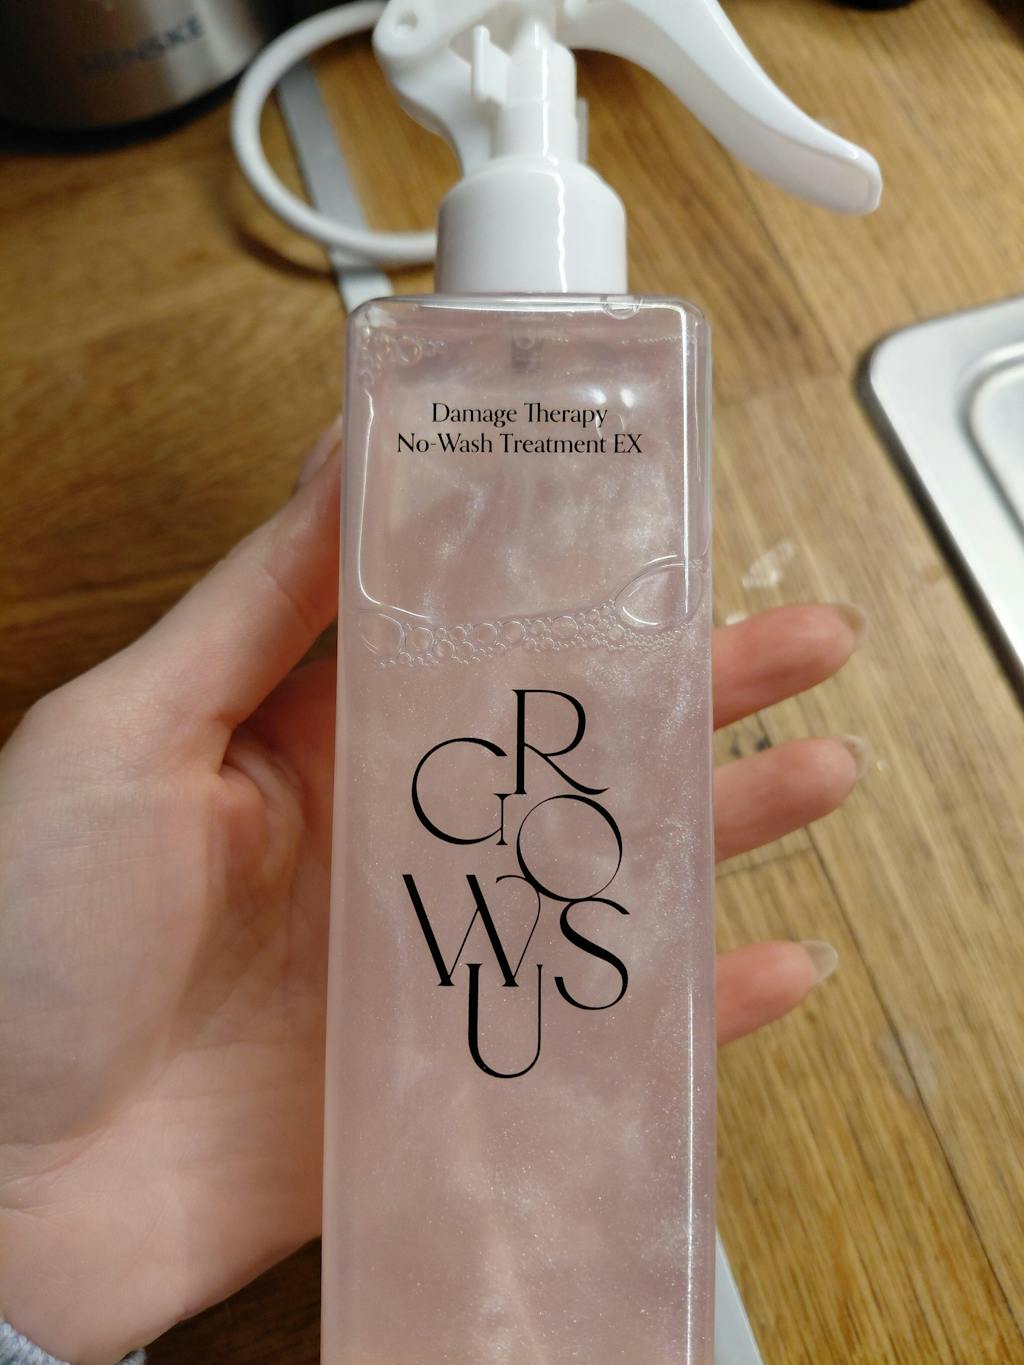 Damage Therapy
No-Wash Treatment EX
GROWUS